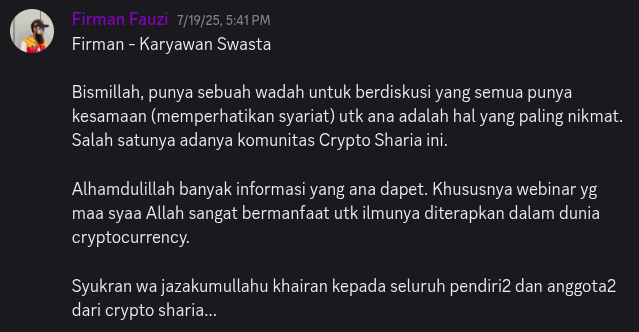 Firman Fauzi 7/19/25, 5:41 PM
Firman - Karyawan Swasta
Bismillah, punya sebuah wadah untuk berdiskusi yang semua punya
kesamaan (memperhatikan syariat) utk ana adalah hal yang paling nikmat.
Salah satunya adanya komunitas Crypto Sharia ini.
Alhamdulillah banyak informasi yang ana dapet. Khususnya webinar yg
maa syaa Allah sangat bermanfaat utk ilmunya diterapkan dalam dunia
cryptocurrency.
Syukran wa jazakumullahu khairan kepada seluruh pendiri2 dan anggota2
dari crypto sharia...